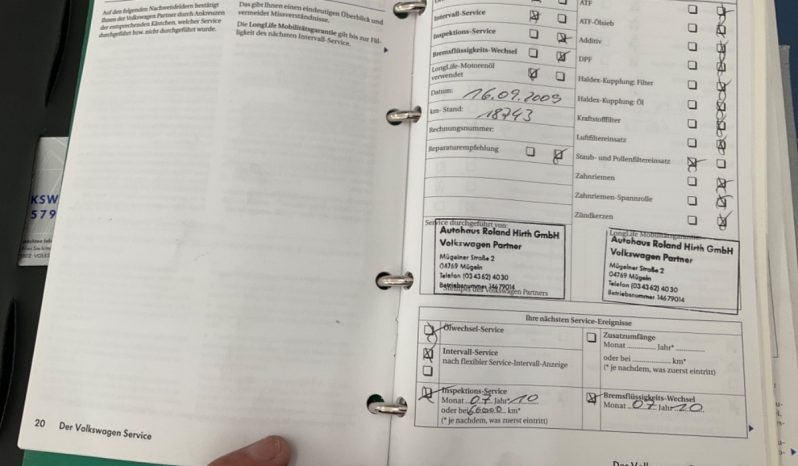 Auf den folgenden Nachweisfeldern bestätigt
Ihnen der Volkswagen Partner durch Ankreuzen
der entsprechenden Kästchen, welcher Service
durchgeführt bzw. nicht durchgeführt wurde.
Das gibt Ihnen einen eindeutigen Überblick und
vermeidet Missverständnisse.
Die LongLife Mobilitätsgarantie gilt bis zur Fäl-
ligkeit des nächsten Intervall-Service.
KSW
579
20 Der Volkswagen Service
Intervall-Service
Inspektions-Service
Bremsflüssigkeits-Wechsel
LongLife-Motorenöl
verwendet
Datum: 16.09.2009
km-Stand: 18743
Rechnungsnummer:
Reparaturempfehlung
ATF
ATF-Ölsieb
Additiv
DPF
Haldex-Kupplung: Filter
Haldex-Kupplung: Öl
Kraftstofffilter
Luftfiltereinsatz
Staub- und Pollenfiltereinsatz
Zahnriemen
Zahnriemen-Spannrolle
Zündkerzen
Service durchgeführt von:
Autohaus Roland Hirth GmbH
Volkswagen Partner
Mügelner Straße 2
04769 Mügeln
Telefon (03 43 62) 40 30
Betriebsnummer 14679014
Stempel des Volkswagen Partners
LongLife Mobilitätsgarantie
Autohaus Roland Hirth GmbH
Volkswagen Partner
Mügelner Straße 2
04769 Mügeln
Telefon (03 43 62) 40 30
Betriebsnummer 14679014
Ihre nächsten Service-Ereignisse
Ölwechsel-Service
Intervall-Service
nach flexibler Service-Intervall-Anzeige
Zusatzumfänge
Monat ............ Jahr* ............
oder bei ................ km*
(* je nachdem, was zuerst eintritt)
Inspektions-Service
Monat 07 Jahr* 10
oder bei 60000 km*
(* je nachdem, was zuerst eintritt)
Bremsflüssigkeits-Wechsel
Monat 07 Jahr 10